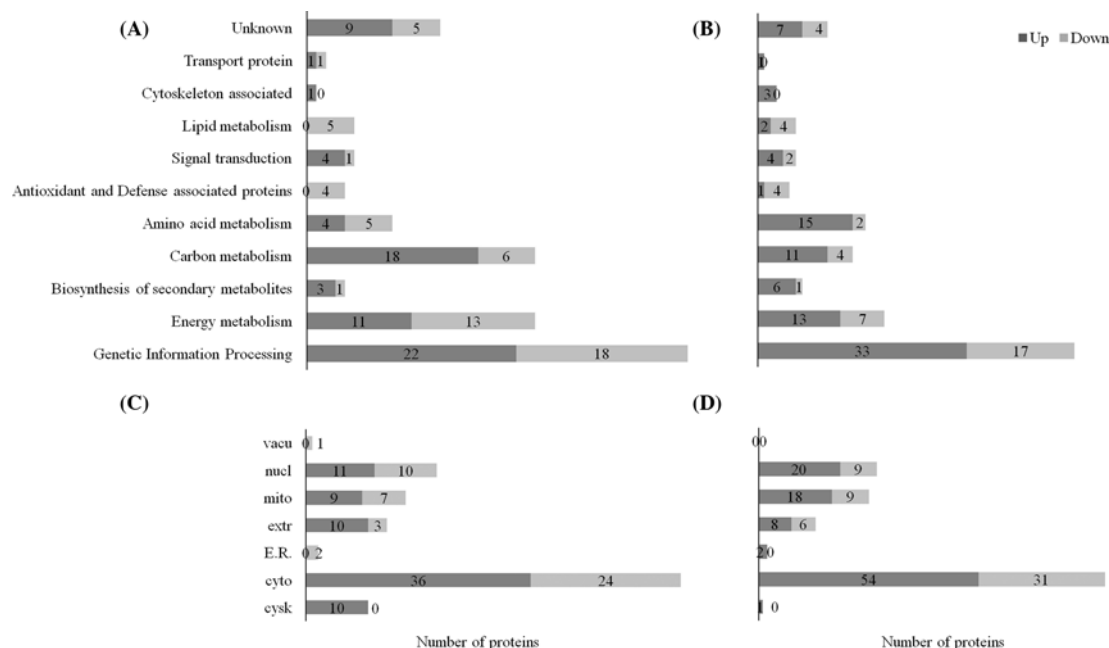 (A)
Unknown 9 5
Transport protein 1 1
Cytoskeleton associated 1 0
Lipid metabolism 0 5
Signal transduction 4 1
Antioxidant and Defense associated proteins 0 4
Amino acid metabolism 4 5
Carbon metabolism 18 6
Biosynthesis of secondary metabolites 3 1
Energy metabolism 11 13
Genetic Information Processing 22 18
(B)
Up Down
7 4
1 0
3 0
2 4
4 2
1 4
15 2
11 4
6 1
13 7
33 17
(C)
vacu 0 1
nucl 11 10
mito 9 7
extr 10 3
E.R. 0 2
cyto 36 24
cysk 10 0
Number of proteins
(D)
0 0
20 9
18 9
8 6
2 0
54 31
1 0
Number of proteins